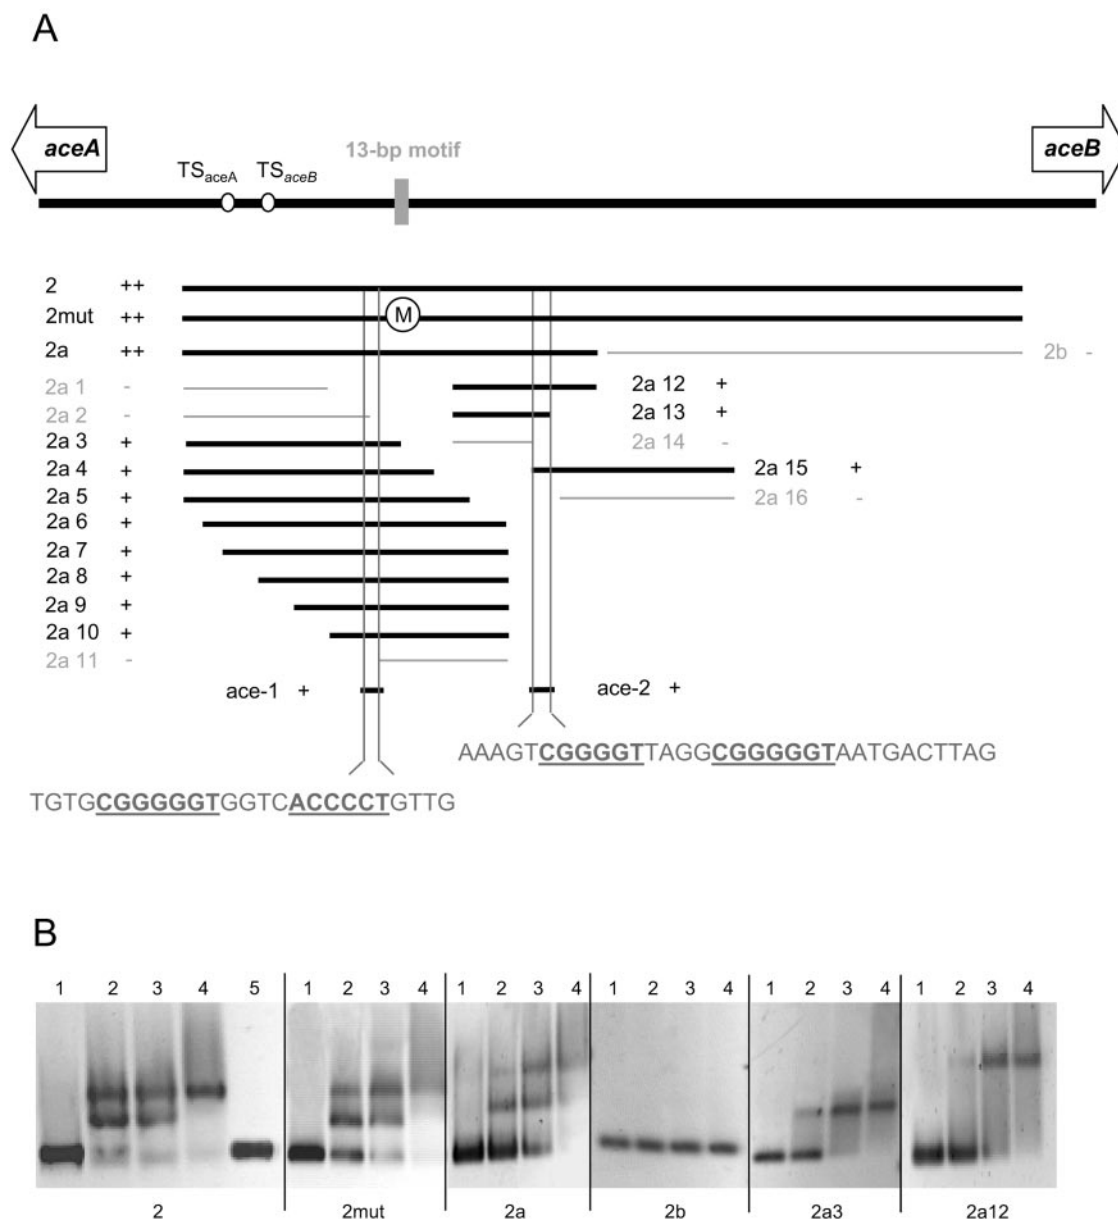 A
aceA
aceB
13-bp motif
TSaceA
TSaceB
2 ++
2mut ++
M
2a ++
2b -
2a 1 -
2a 12 +
2a 2 -
2a 13 +
2a 3 +
2a 14 -
2a 4 +
2a 15 +
2a 5 +
2a 16 -
2a 6 +
2a 7 +
2a 8 +
2a 9 +
2a 10 +
2a 11 -
ace-1 +
ace-2 +
AAAGTCGGGGTTAGGCGGGGGTAATGACTTAG
TGTGCGGGGGTGGTCACCCCTGTTG
B
1 2 3 4 5 1 2 3 4 1 2 3 4 1 2 3 4 1 2 3 4 1 2 3 4
2 2mut 2a 2b 2a3 2a12